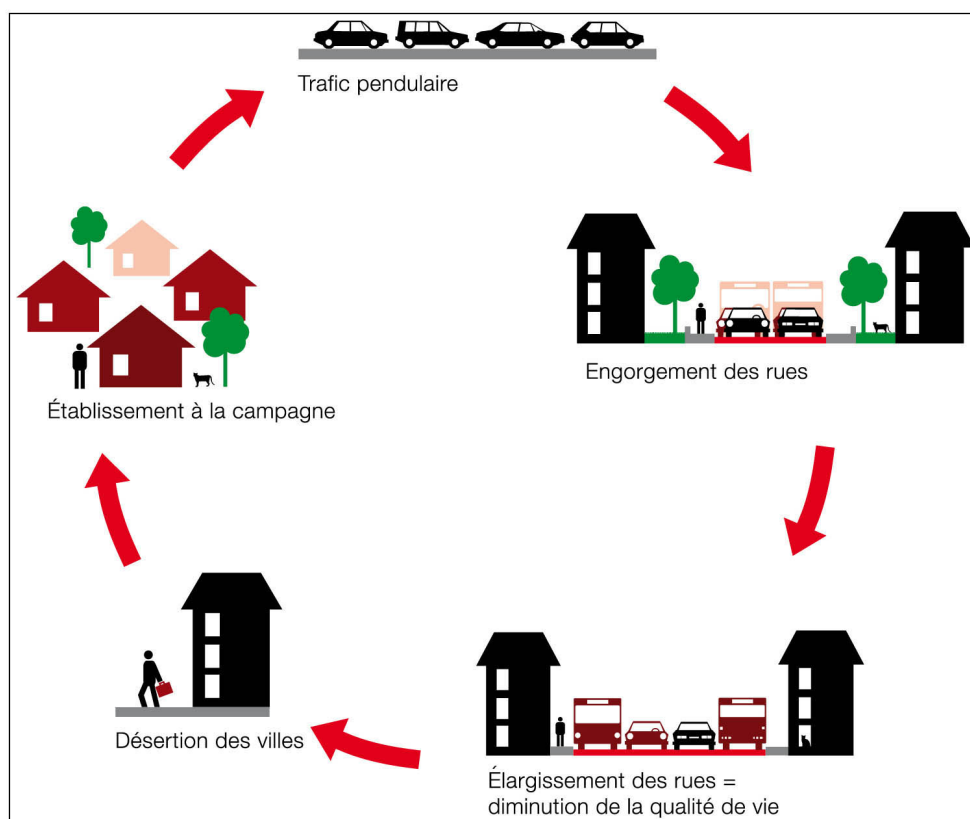 Trafic pendulaire
Engorgement des rues
Élargissement des rues =
diminution de la qualité de vie
Désertion des villes
Établissement à la campagne